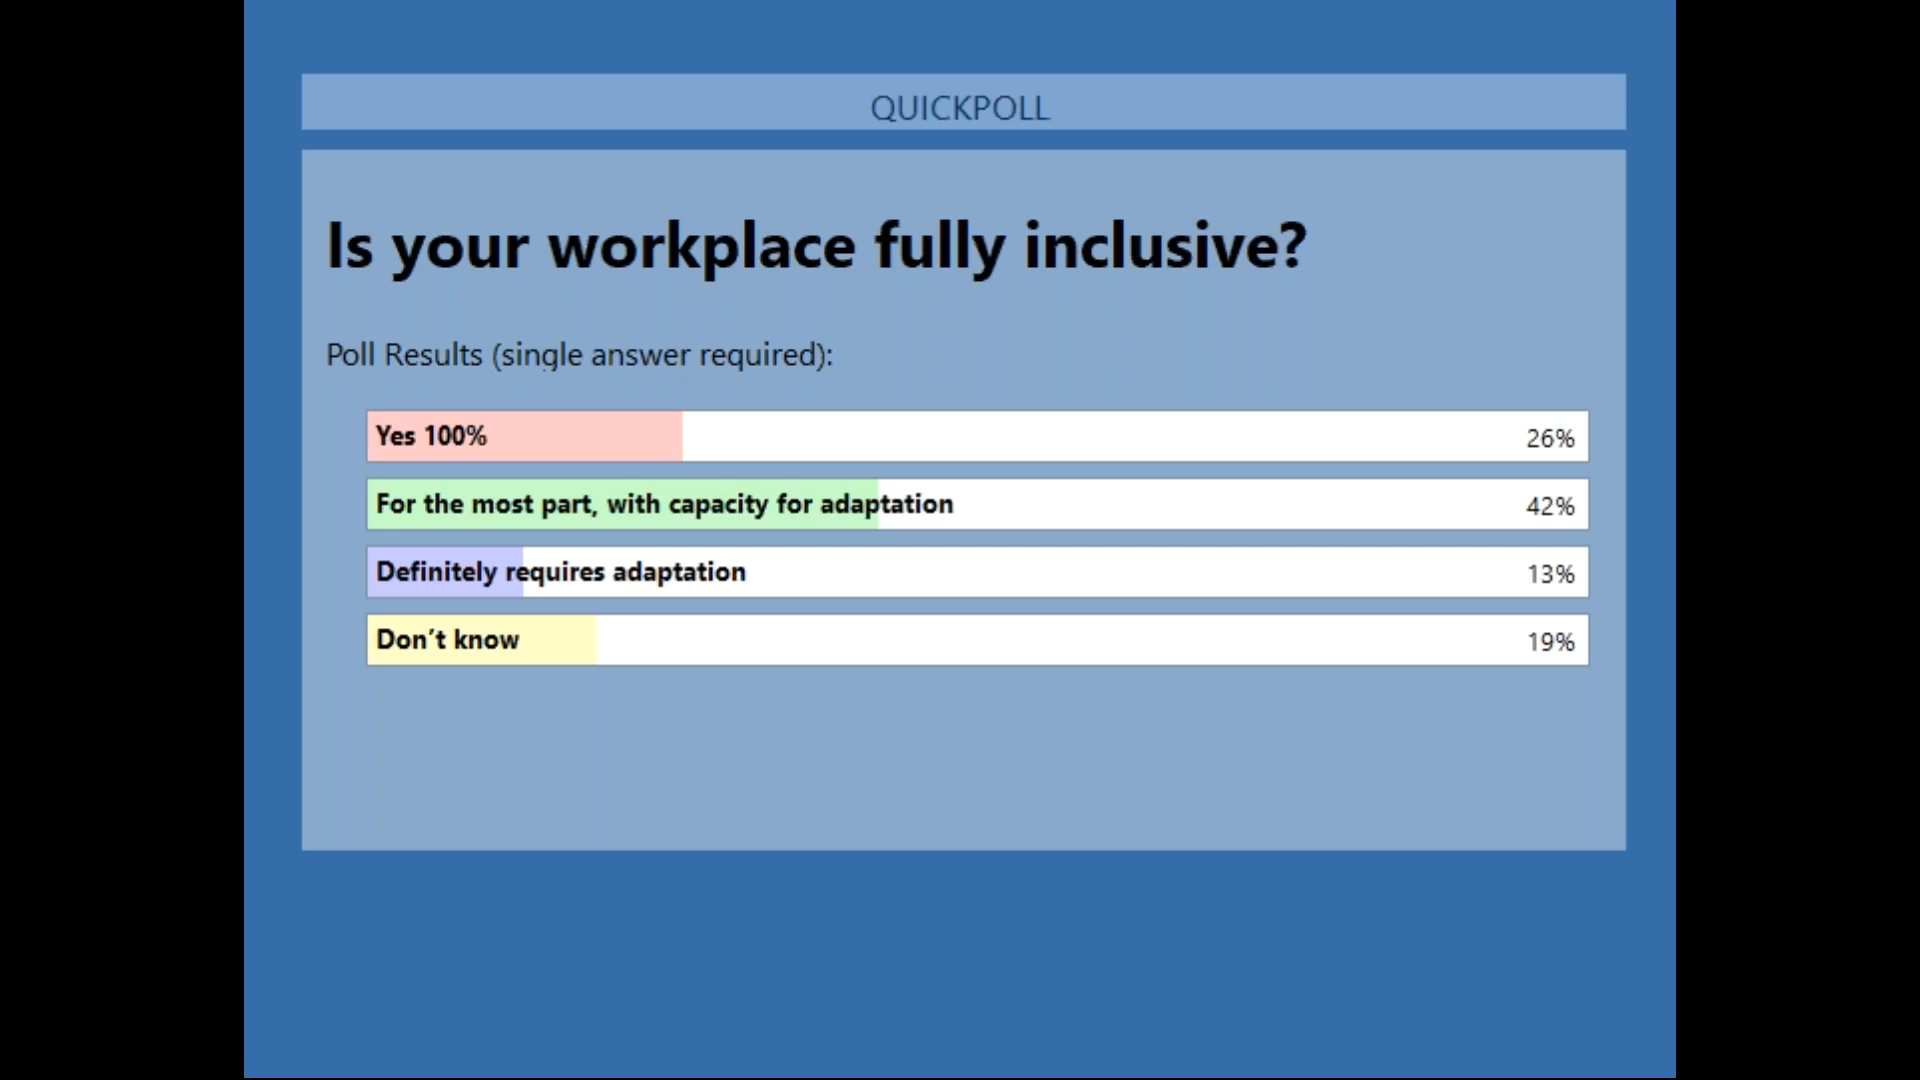 QUICKPOLL
Is your workplace fully inclusive?
Poll Results (single answer required):
Yes 100% 26%
For the most part, with capacity for adaptation 42%
Definitely requires adaptation 13%
Don’t know 19%